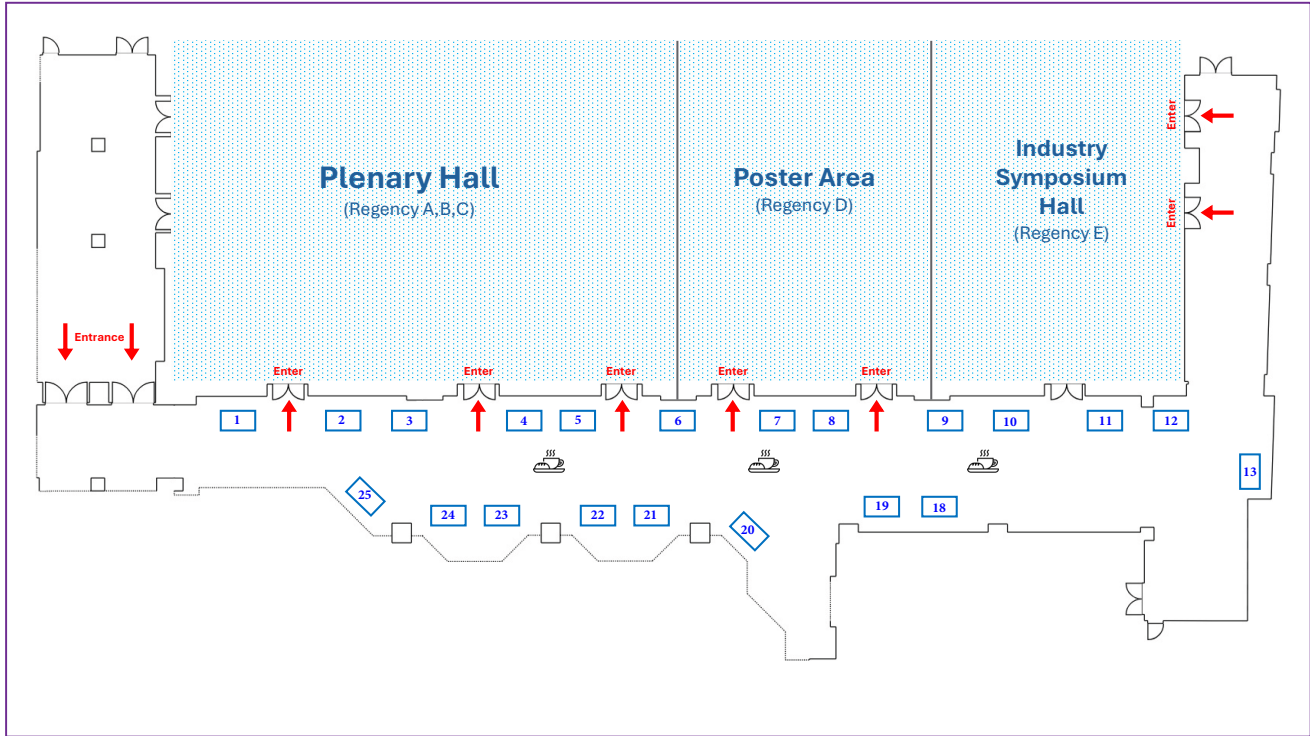 Enter
Industry
Symposium
Hall
(Regency E)
Plenary Hall
(Regency A,B,C)
Poster Area
(Regency D)
Enter
Entrance
Enter
Enter
Enter
Enter
Enter
1
2
3
4
5
6
7
8
9
10
11
12
13
25
24
23
22
21
20
19
18